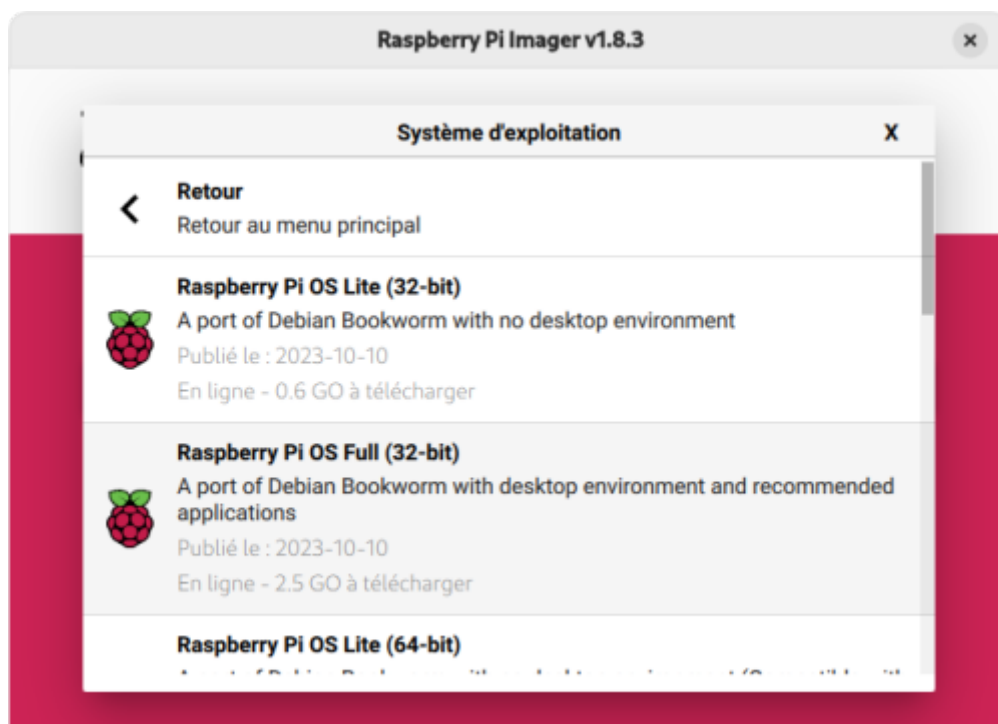 Raspberry Pi Imager v1.8.3
Système d'exploitation
X
Retour
Retour au menu principal
Raspberry Pi OS Lite (32-bit)
A port of Debian Bookworm with no desktop environment
Publié le : 2023-10-10
En ligne - 0.6 GO à télécharger
Raspberry Pi OS Full (32-bit)
A port of Debian Bookworm with desktop environment and recommended
applications
Publié le : 2023-10-10
En ligne - 2.5 GO à télécharger
Raspberry Pi OS Lite (64-bit)